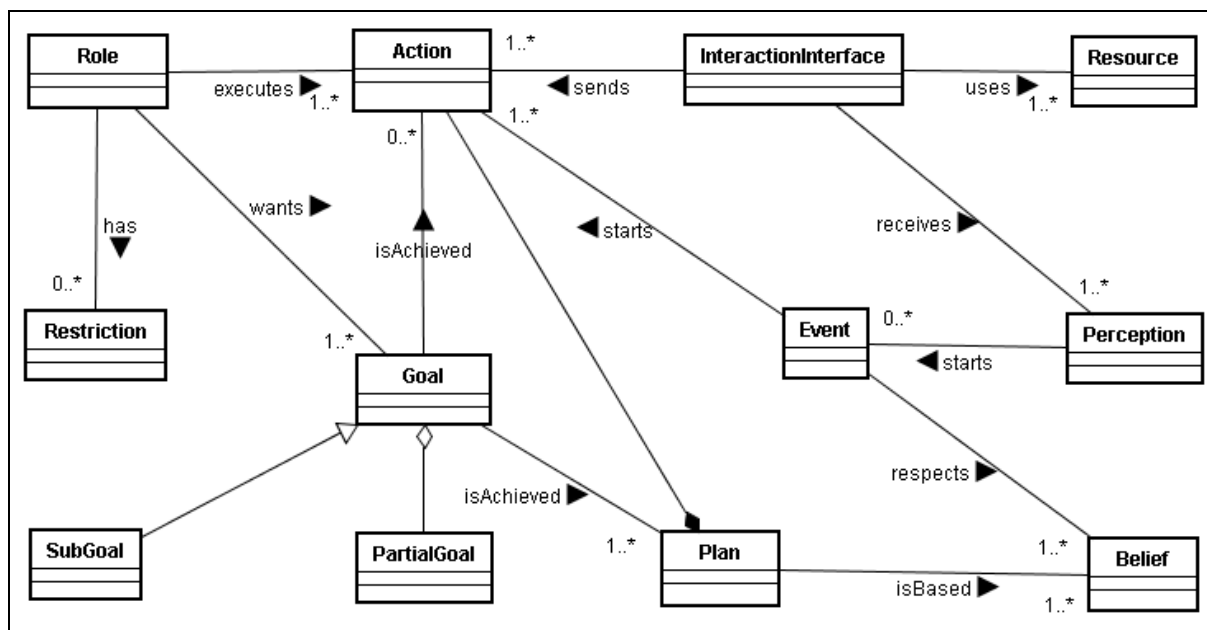 Role
Action
1..*
InteractionInterface
Resource
executes
1..*
sends
uses
1..*
0..*
1..*
wants
has
isAchieved
starts
receives
0..*
1..*
Restriction
1..*
Event
0..*
Perception
Goal
starts
respects
isAchieved
SubGoal
PartialGoal
1..*
Plan
1..*
Belief
isBased
1..*